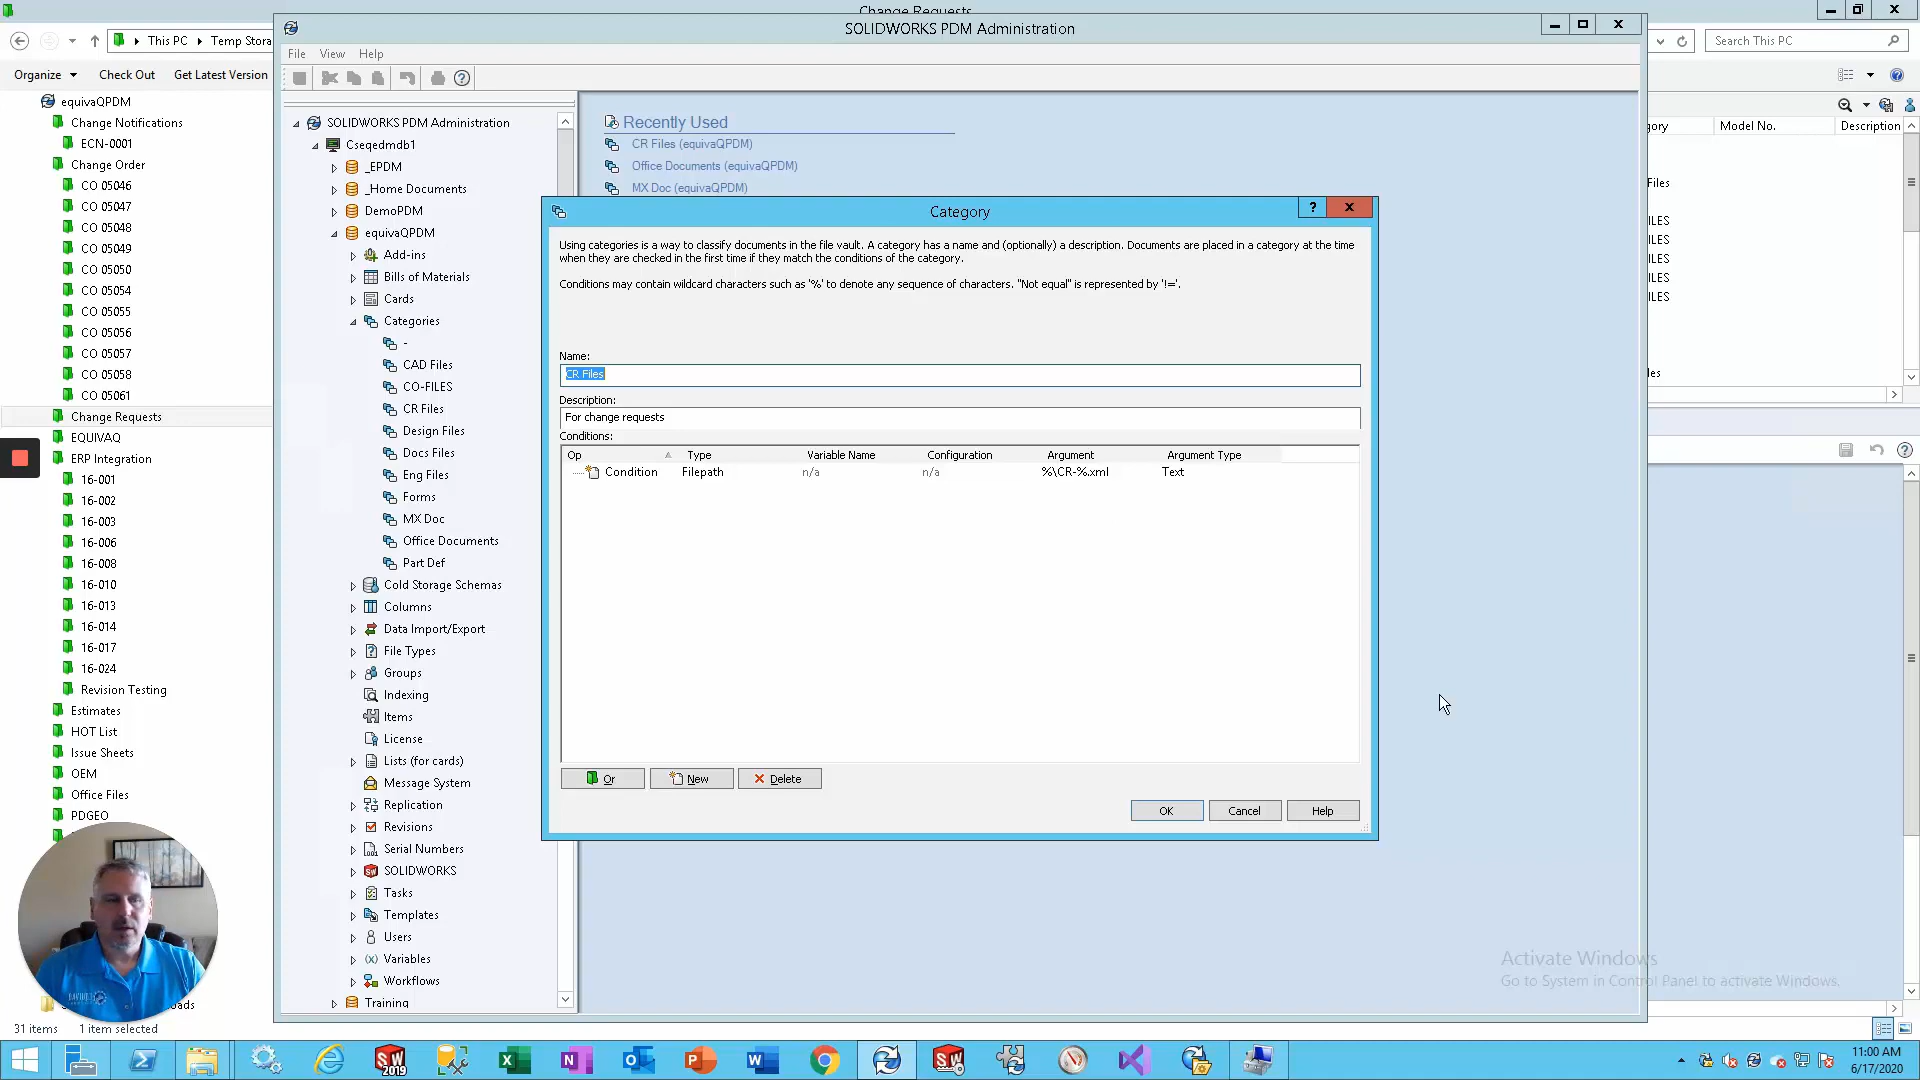 Change Requests
SOLIDWORKS PDM Administration
This PC
Temp Stora
Search This PC
File
View
Help
Organize
Check Out
Get Latest Version
equivaQPDM
Change Notifications
ECN-0001
Change Order
CO 05046
CO 05047
CO 05048
CO 05049
CO 05050
CO 05054
CO 05055
CO 05056
CO 05057
CO 05058
CO 05061
Change Requests
EQUIVAQ
ERP Integration
16-001
16-002
16-003
16-006
16-008
16-010
16-013
16-014
16-017
16-024
Revision Testing
Estimates
HOT List
Issue Sheets
OEM
Office Files
PDGEO
31 items
1 item selected
SOLIDWORKS PDM Administration
Cseqedmdb1
_EPDM
_Home Documents
DemoPDM
equivaQPDM
Add-ins
Bills of Materials
Cards
Categories
-
CAD Files
CO-FILES
CR Files
Design Files
Docs Files
Eng Files
Forms
MX Doc
Office Documents
Part Def
Cold Storage Schemas
Columns
Data Import/Export
File Types
Groups
Indexing
Items
License
Lists (for cards)
Message System
Replication
Revisions
Serial Numbers
SOLIDWORKS
Tasks
Templates
Users
Variables
Workflows
Training
Recently Used
CR Files (equivaQPDM)
Office Documents (equivaQPDM)
MX Doc (equivaQPDM)
Category
Using categories is a way to classify documents in the file vault. A category has a name and (optionally) a description. Documents are placed in a category at the time
when they are checked in the first time if they match the conditions of the category.
Conditions may contain wildcard characters such as '%' to denote any sequence of characters. "Not equal" is represented by '!='.
Name:
CR Files
Description:
For change requests
Conditions:
Op
Type
Variable Name
Configuration
Argument
Argument Type
Condition
Filepath
n/a
n/a
%\CR-%.xml
Text
Or
New
Delete
OK
Cancel
Help
gory
Model No.
Description
Files
FILES
FILES
FILES
FILES
FILES
les
Activate Windows
Go to System in Control Panel to activate Windows.
11:00 AM
6/17/2020